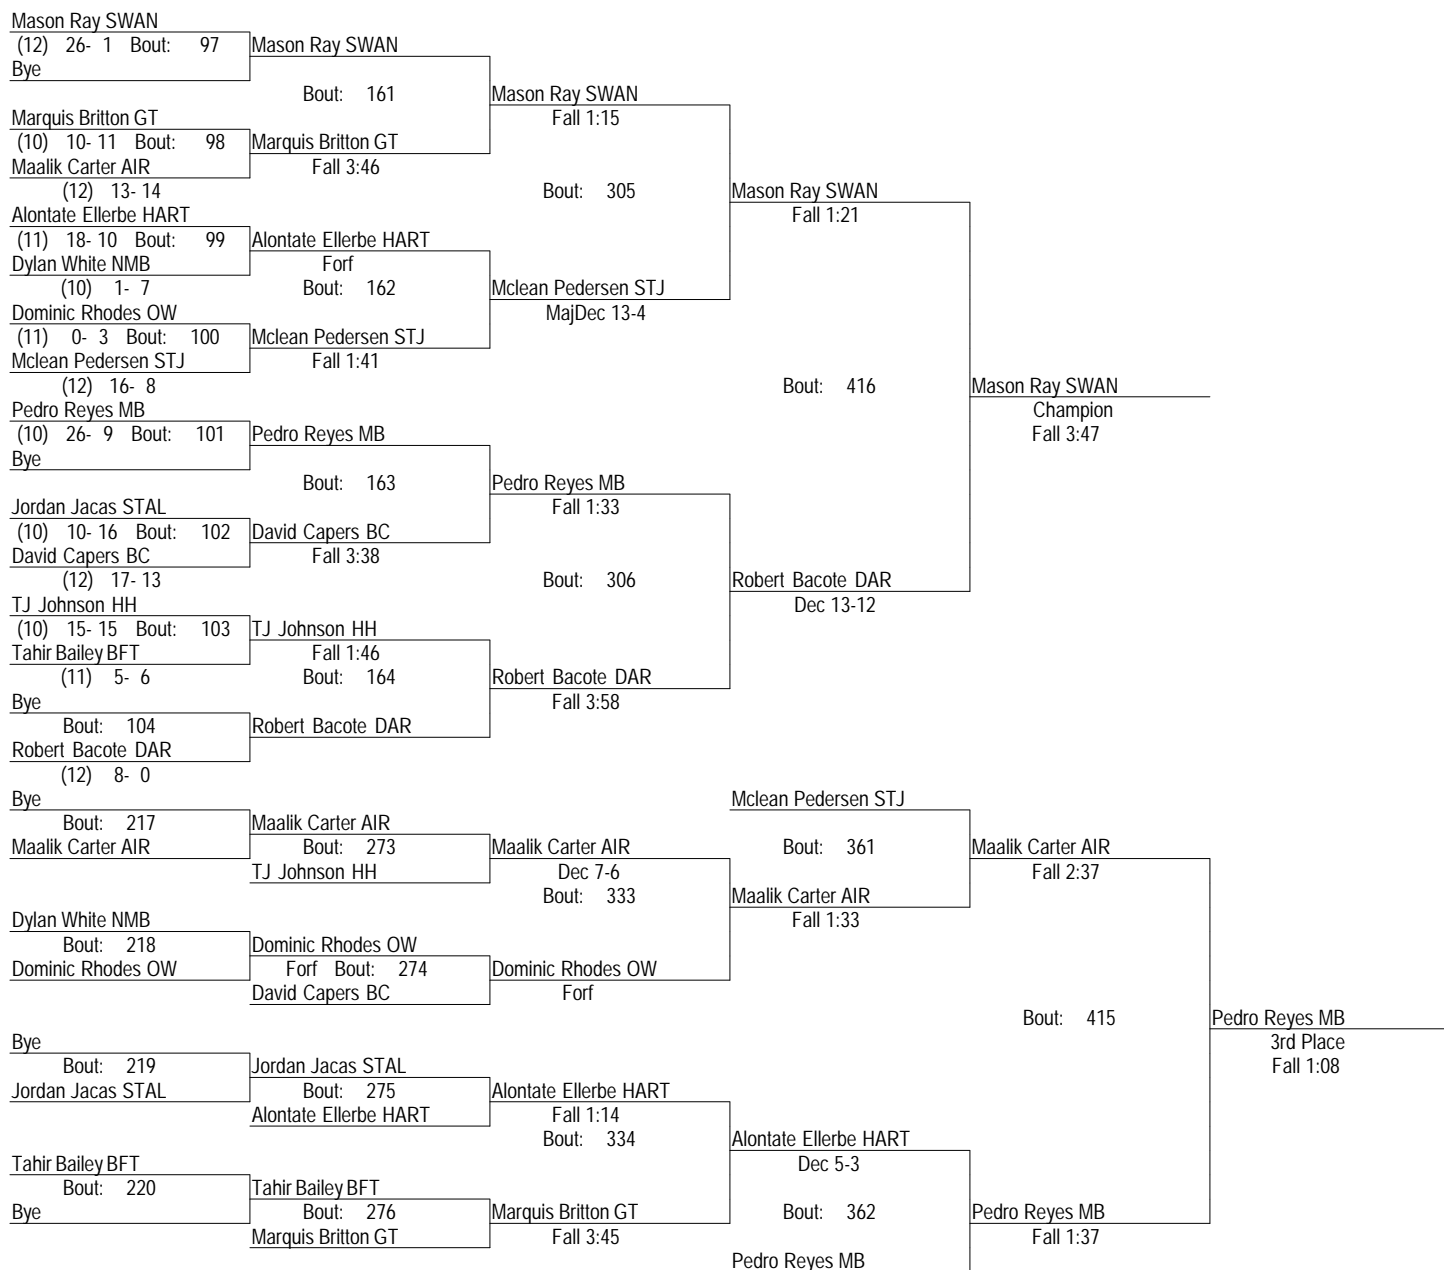 Mason Ray SWAN
(12) 26- 1 Bout: 97 Mason Ray SWAN
Bye
Bout: 161 Mason Ray SWAN
Marquis Britton GT Fall 1:15
(10) 10- 11 Bout: 98 Marquis Britton GT
Maalik Carter AIR Fall 3:46
(12) 13- 14 Bout: 305 Mason Ray SWAN
Alontate Ellerbe HART Fall 1:21
(11) 18- 10 Bout: 99 Alontate Ellerbe HART
Dylan White NMB Forf
(10) 1- 7 Bout: 162 Mclean Pedersen STJ
Dominic Rhodes OW MajDec 13-4
(11) 0- 3 Bout: 100 Mclean Pedersen STJ
Mclean Pedersen STJ Fall 1:41
(12) 16- 8 Bout: 416 Mason Ray SWAN
Pedro Reyes MB Champion
(10) 26- 9 Bout: 101 Pedro Reyes MB Fall 3:47
Bye
Bout: 163 Pedro Reyes MB
Jordan Jacas STAL Fall 1:33
(10) 10- 16 Bout: 102 David Capers BC
David Capers BC Fall 3:38
(12) 17- 13 Bout: 306 Robert Bacote DAR
TJ Johnson HH Dec 13-12
(10) 15- 15 Bout: 103 TJ Johnson HH
Tahir Bailey BFT Fall 1:46
(11) 5- 6 Bout: 164 Robert Bacote DAR
Bye Fall 3:58
Bout: 104 Robert Bacote DAR
Robert Bacote DAR
(12) 8- 0
Bye Mclean Pedersen STJ
Bout: 217 Maalik Carter AIR
Maalik Carter AIR Bout: 273 Maalik Carter AIR Bout: 361 Maalik Carter AIR
TJ Johnson HH Dec 7-6 Fall 2:37
Bout: 333 Maalik Carter AIR
Dylan White NMB Fall 1:33
Bout: 218 Dominic Rhodes OW
Dominic Rhodes OW Forf Bout: 274 Dominic Rhodes OW
David Capers BC Forf
Bout: 415 Pedro Reyes MB
Bye 3rd Place
Bout: 219 Jordan Jacas STAL Fall 1:08
Jordan Jacas STAL Bout: 275 Alontate Ellerbe HART
Alontate Ellerbe HART Fall 1:14
Bout: 334 Alontate Ellerbe HART
Tahir Bailey BFT Dec 5-3
Bout: 220 Tahir Bailey BFT
Bye Bout: 276 Marquis Britton GT Bout: 362 Pedro Reyes MB
Marquis Britton GT Fall 3:45 Fall 1:37
Pedro Reyes MB